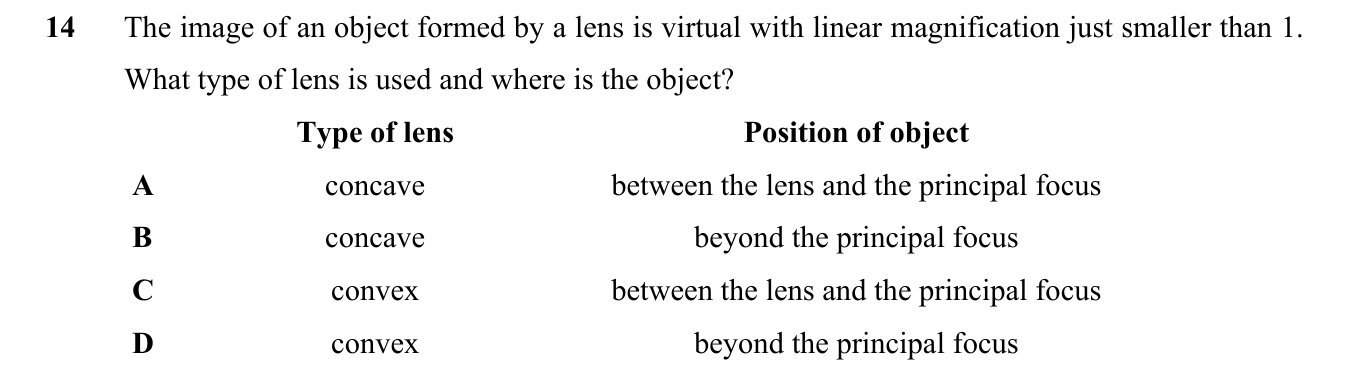 14 The image of an object formed by a lens is virtual with linear magnification just smaller than 1.
What type of lens is used and where is the object?
Type of lens Position of object
A concave between the lens and the principal focus
B concave beyond the principal focus
C convex between the lens and the principal focus
D convex beyond the principal focus